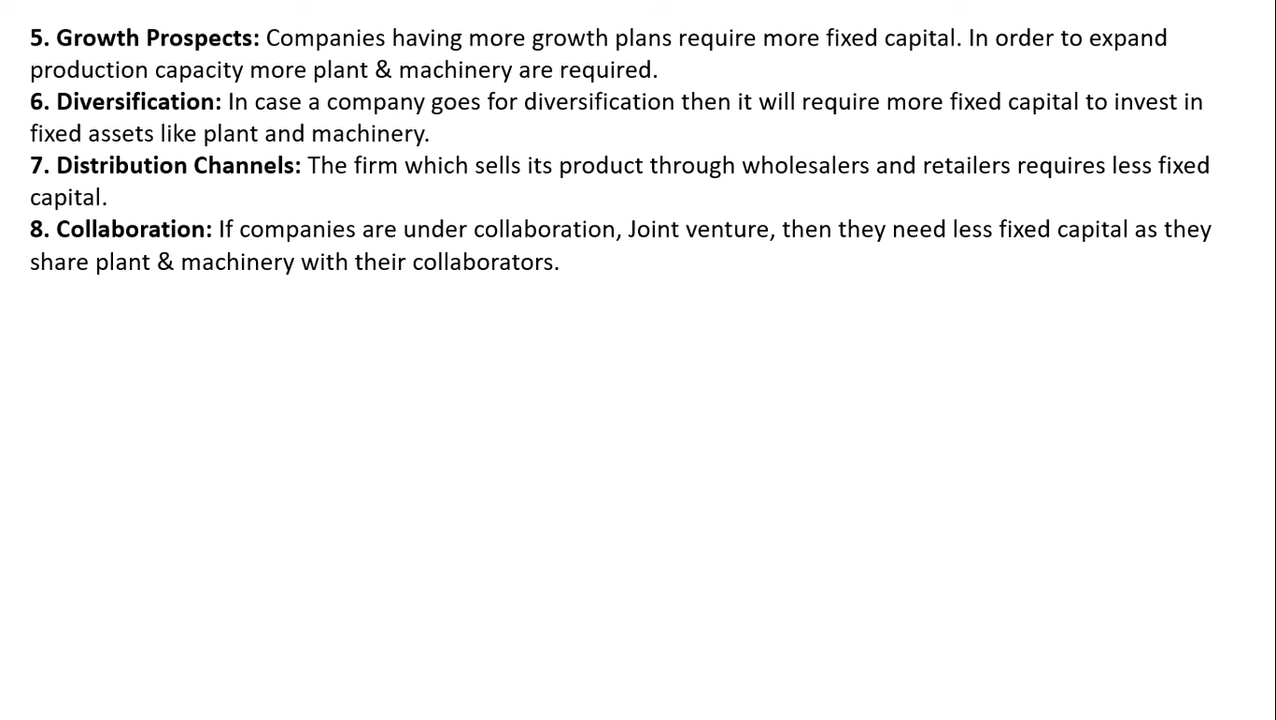 5. Growth Prospects: Companies having more growth plans require more fixed capital. In order to expand
production capacity more plant & machinery are required.
6. Diversification: In case a company goes for diversification then it will require more fixed capital to invest in
fixed assets like plant and machinery.
7. Distribution Channels: The firm which sells its product through wholesalers and retailers requires less fixed
capital.
8. Collaboration: If companies are under collaboration, Joint venture, then they need less fixed capital as they
share plant & machinery with their collaborators.